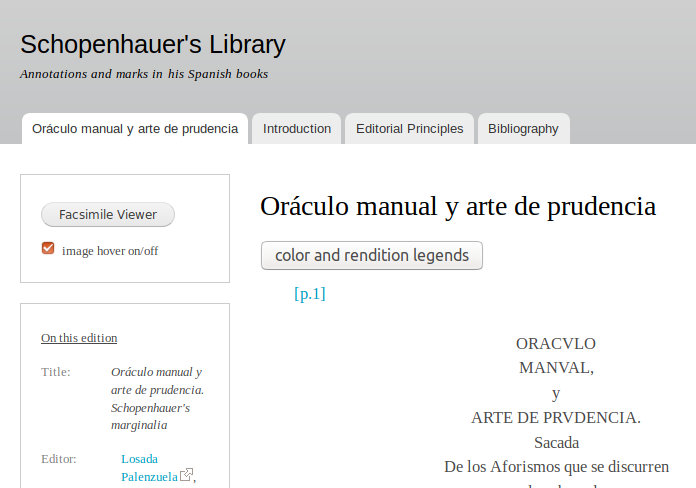 Schopenhauer's Library
Annotations and marks in his Spanish books
Oráculo manual y arte de prudencia
Introduction
Editorial Principles
Bibliography
Facsimile Viewer
image hover on/off
On this edition
Title:
Oráculo manual y
arte de prudencia.
Schopenhauer's
marginalia
Editor:
Losada
Palenzuela,
Oráculo manual y arte de prudencia
color and rendition legends
[p.1]
ORACVLO
MANVAL,
y
ARTE DE PRVDENCIA.
Sacada
De los Aforismos que se discurren